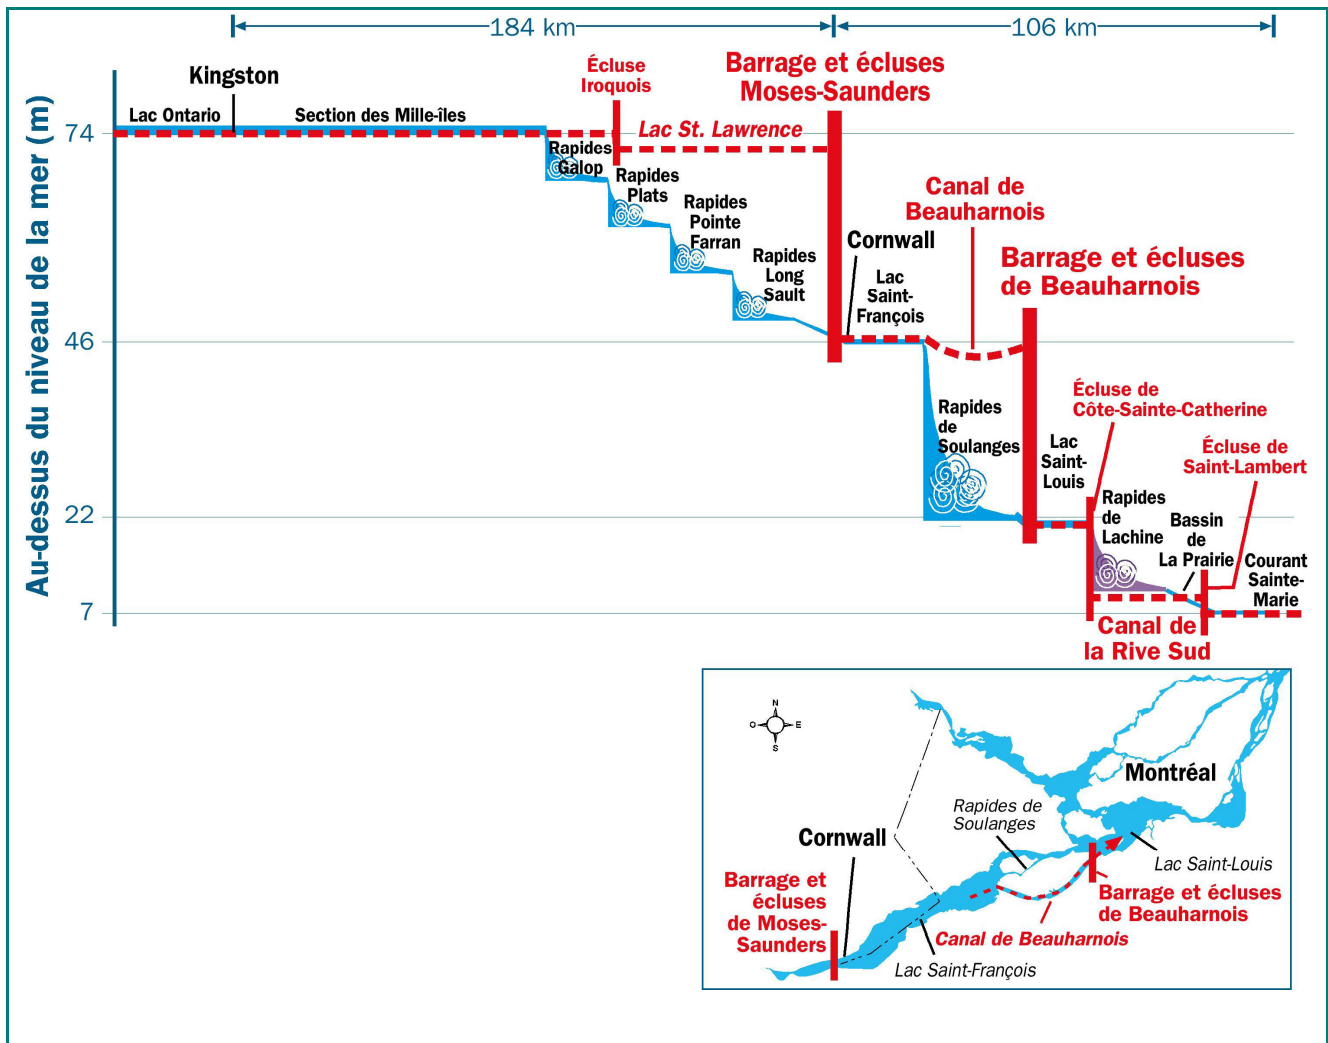 184 km
106 km
Au-dessus du niveau de la mer (m)
74
46
22
7
Kingston
Lac Ontario
Section des Mille-îles
Écluse
Iroquois
Barrage et écluses
Moses-Saunders
Lac St. Lawrence
Rapides
Galop
Rapides
Plats
Rapides
Pointe
Farran
Rapides
Long
Sault
Canal de
Beauharnois
Cornwall
Lac
Saint-
François
Barrage et écluses
de Beauharnois
Rapides
de
Soulanges
Lac
Saint-
Louis
Écluse de
Côte-Sainte-Catherine
Écluse de
Saint-Lambert
Rapides
de
Lachine
Bassin
de
La Prairie
Courant
Sainte-
Marie
Canal de
la Rive Sud
N
O
E
S
Montréal
Rapides de
Soulanges
Cornwall
Lac Saint-Louis
Barrage et
écluses
de Moses-
Saunders
Barrage et écluses
de Beauharnois
Canal de Beauharnois
Lac Saint-François